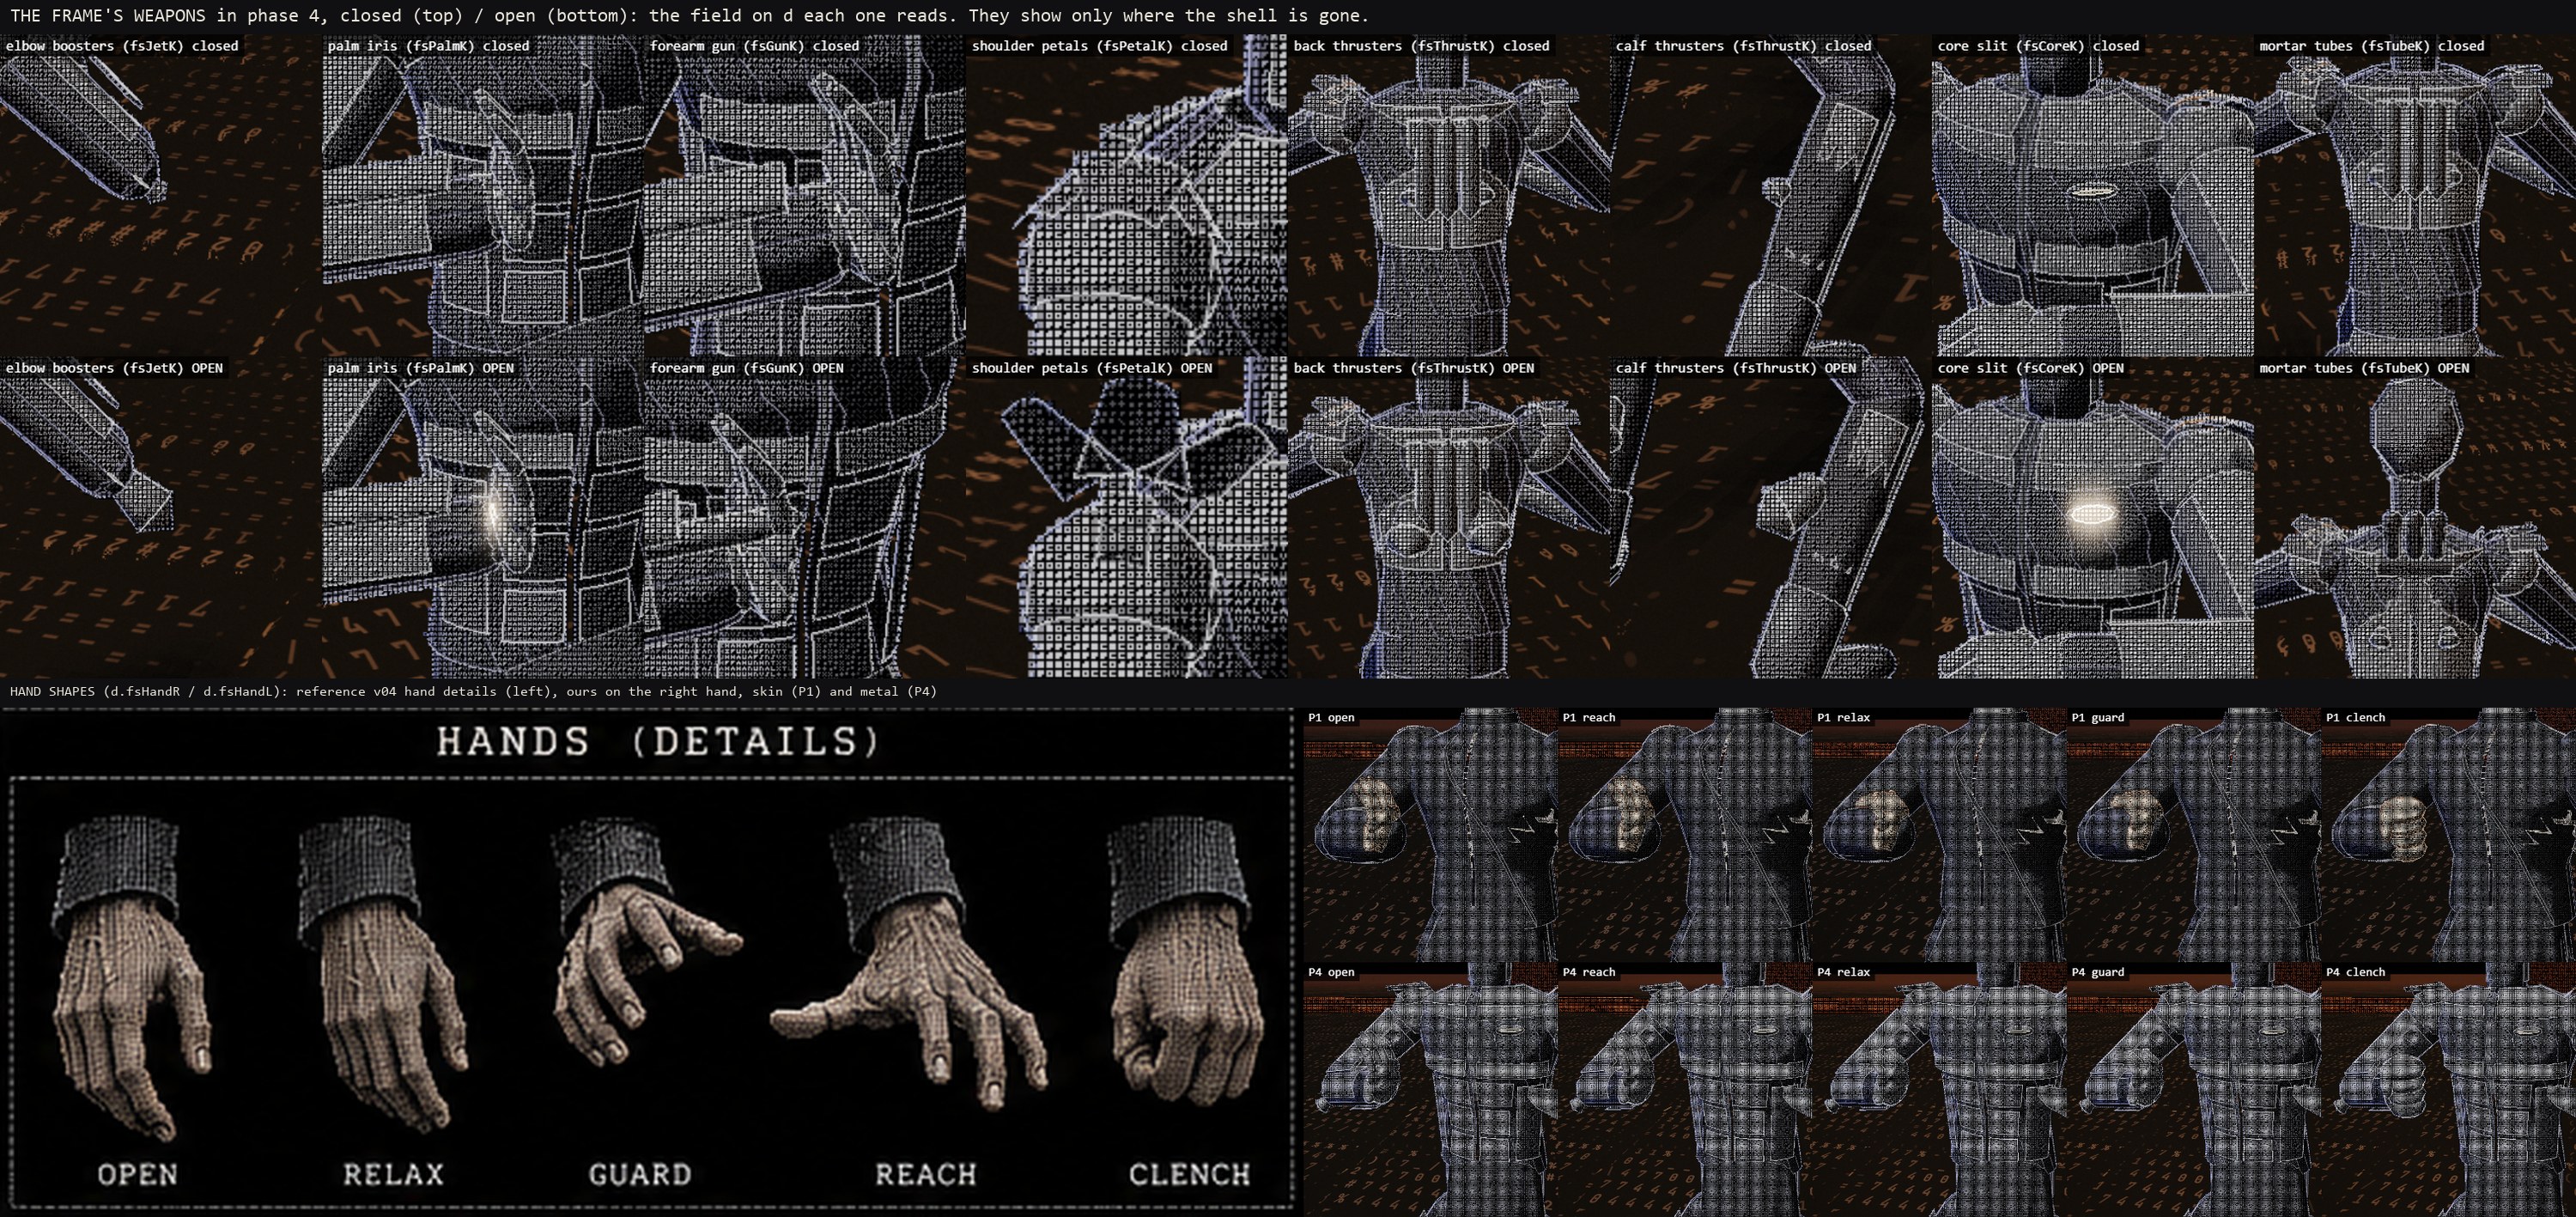 THE FRAME'S WEAPONS in phase 4, closed (top) / open (bottom): the field on d each one reads. They show only where the shell is gone.
elbow boosters (fsJetK) closed
palm iris (fsPalmK) closed
forearm gun (fsGunK) closed
shoulder petals (fsPetalK) closed
back thrusters (fsThrustK) closed
calf thrusters (fsThrustK) closed
core slit (fsCoreK) closed
mortar tubes (fsTubeK) closed
elbow boosters (fsJetK) OPEN
palm iris (fsPalmK) OPEN
forearm gun (fsGunK) OPEN
shoulder petals (fsPetalK) OPEN
back thrusters (fsThrustK) OPEN
calf thrusters (fsThrustK) OPEN
core slit (fsCoreK) OPEN
mortar tubes (fsTubeK) OPEN
HAND SHAPES (d.fsHandR / d.fsHandL): reference v04 hand details (left), ours on the right hand, skin (P1) and metal (P4)
HANDS (DETAILS)
OPEN
RELAX
GUARD
REACH
CLENCH
P1 open
P1 reach
P1 relax
P1 guard
P1 clench
P4 open
P4 reach
P4 relax
P4 guard
P4 clench